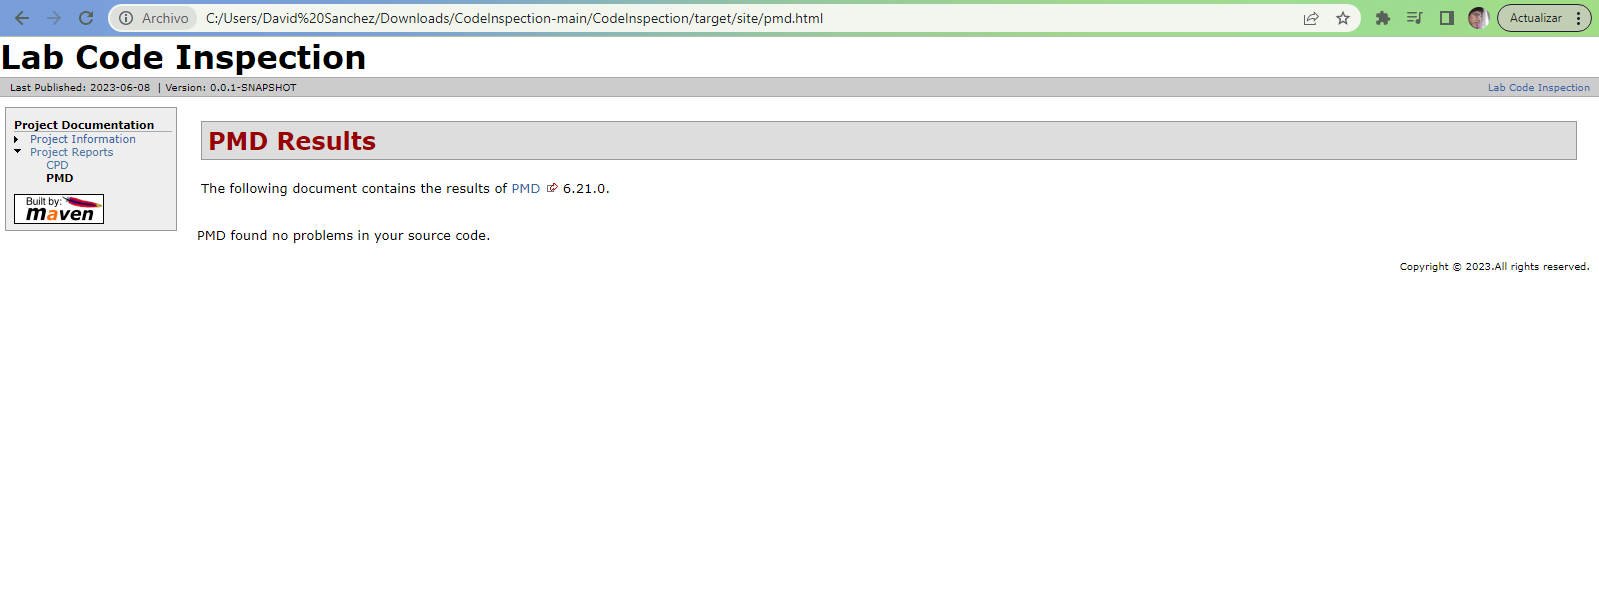 Archivo C:/Users/David%20Sanchez/Downloads/CodeInspection-main/CodeInspection/target/site/pmd.html Actualizar
Lab Code Inspection
Last Published: 2023-06-08 | Version: 0.0.1-SNAPSHOT Lab Code Inspection
Project Documentation
Project Information
Project Reports
CPD
PMD
Built by:
maven
PMD Results
The following document contains the results of PMD 6.21.0.
PMD found no problems in your source code.
Copyright © 2023.All rights reserved.